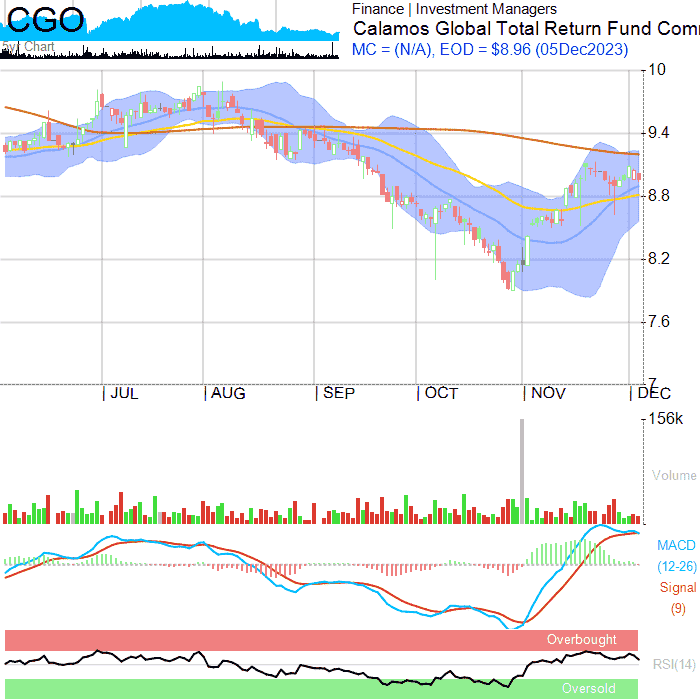 CGO
5yr Chart
Finance | Investment Managers
Calamos Global Total Return Fund Com
MC = (N/A), EOD = $8.96 (05Dec2023)
10
9.4
8.8
8.2
7.6
7
JUL AUG SEP OCT NOV DEC
156k
Volume
MACD
(12-26)
Signal
(9)
Overbought
RSI(14)
Oversold